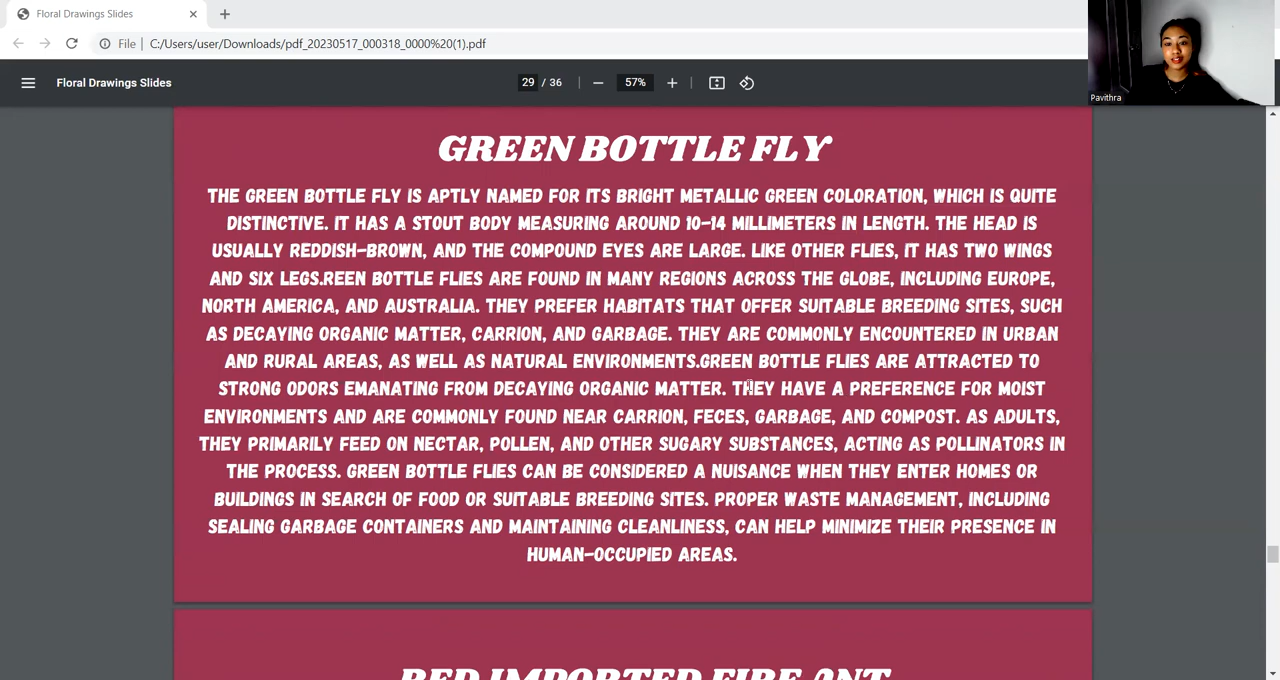 Floral Drawings Slides
File | C:/Users/user/Downloads/pdf_20230517_000318_0000%20(1).pdf
Floral Drawings Slides
29 / 36
57%
Pavithra
GREEN BOTTLE FLY
THE GREEN BOTTLE FLY IS APTLY NAMED FOR ITS BRIGHT METALLIC GREEN COLORATION, WHICH IS QUITE
DISTINCTIVE. IT HAS A STOUT BODY MEASURING AROUND 10-14 MILLIMETERS IN LENGTH. THE HEAD IS
USUALLY REDDISH-BROWN, AND THE COMPOUND EYES ARE LARGE. LIKE OTHER FLIES, IT HAS TWO WINGS
AND SIX LEGS.REEN BOTTLE FLIES ARE FOUND IN MANY REGIONS ACROSS THE GLOBE, INCLUDING EUROPE,
NORTH AMERICA, AND AUSTRALIA. THEY PREFER HABITATS THAT OFFER SUITABLE BREEDING SITES, SUCH
AS DECAYING ORGANIC MATTER, CARRION, AND GARBAGE. THEY ARE COMMONLY ENCOUNTERED IN URBAN
AND RURAL AREAS, AS WELL AS NATURAL ENVIRONMENTS.GREEN BOTTLE FLIES ARE ATTRACTED TO
STRONG ODORS EMANATING FROM DECAYING ORGANIC MATTER. THEY HAVE A PREFERENCE FOR MOIST
ENVIRONMENTS AND ARE COMMONLY FOUND NEAR CARRION, FECES, GARBAGE, AND COMPOST. AS ADULTS,
THEY PRIMARILY FEED ON NECTAR, POLLEN, AND OTHER SUGARY SUBSTANCES, ACTING AS POLLINATORS IN
THE PROCESS. GREEN BOTTLE FLIES CAN BE CONSIDERED A NUISANCE WHEN THEY ENTER HOMES OR
BUILDINGS IN SEARCH OF FOOD OR SUITABLE BREEDING SITES. PROPER WASTE MANAGEMENT, INCLUDING
SEALING GARBAGE CONTAINERS AND MAINTAINING CLEANLINESS, CAN HELP MINIMIZE THEIR PRESENCE IN
HUMAN-OCCUPIED AREAS.
RED IMPORTED FIRE ANT